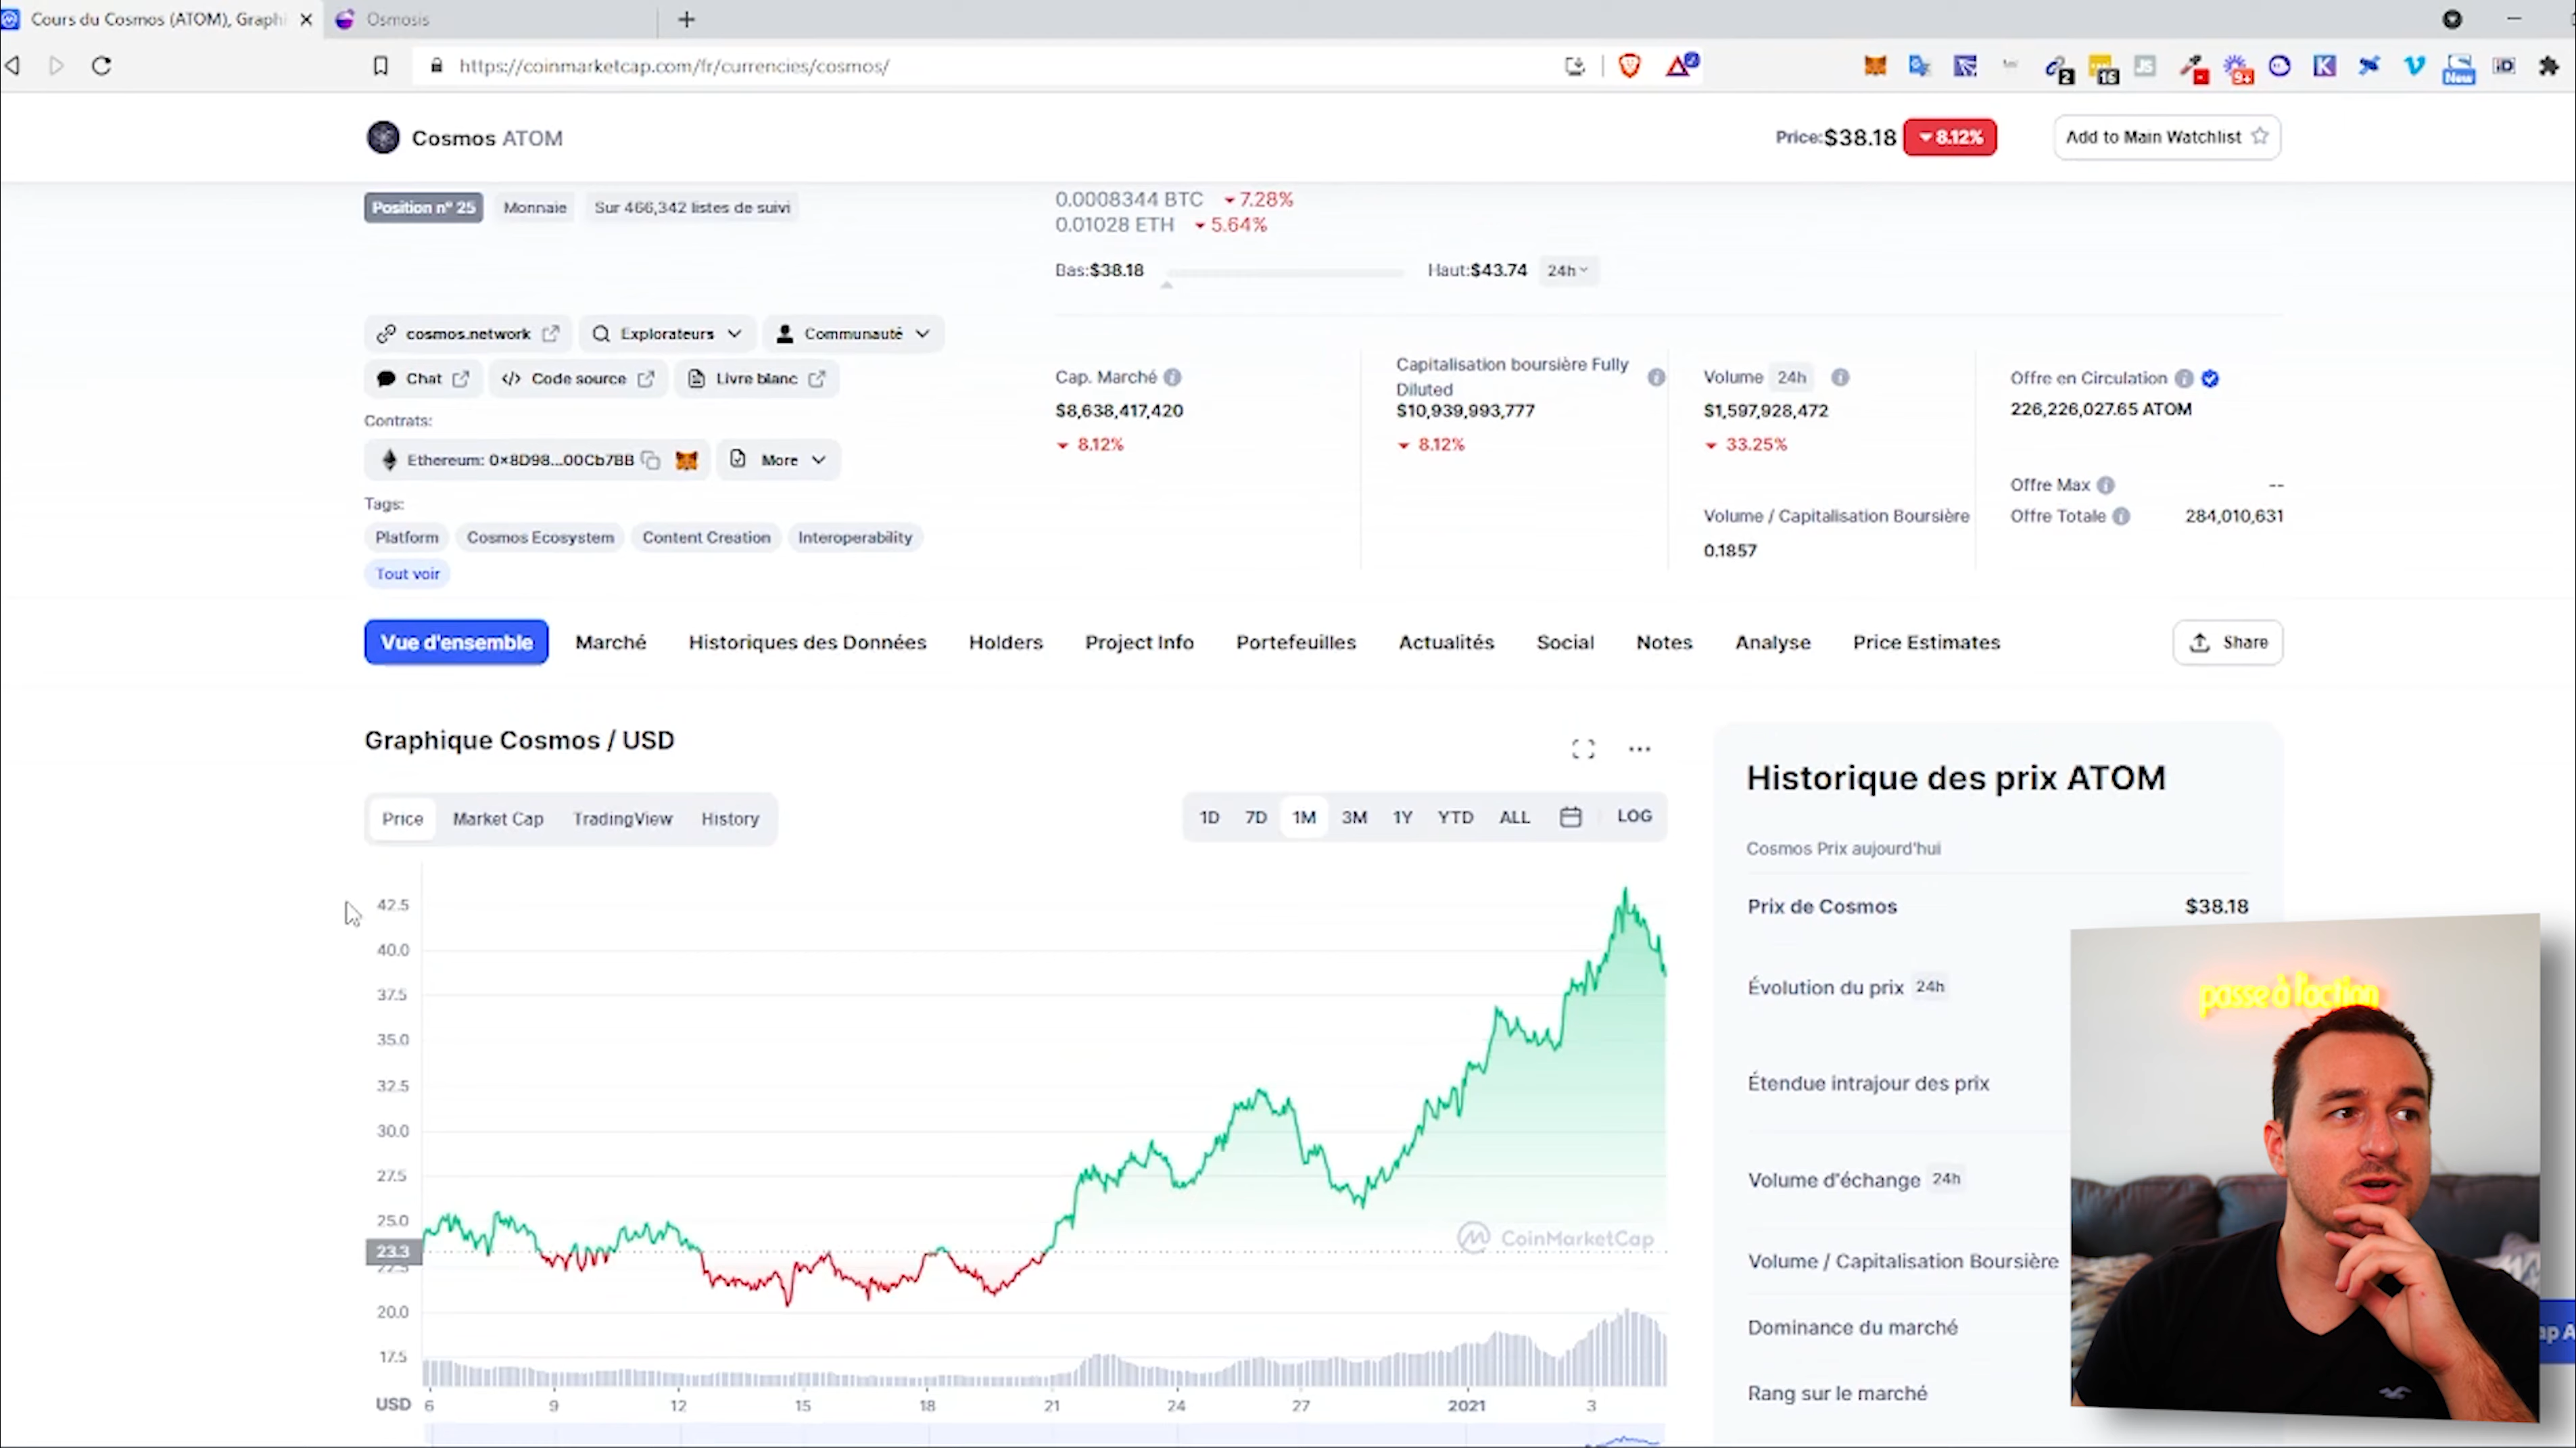 Cours du Cosmos (ATOM), Graphi
Osmosis
https://coinmarketcap.com/fr/currencies/cosmos/
2
16
JS
9+
K
New
iD
Cosmos ATOM
Price:$38.18
8.12%
Add to Main Watchlist
Position n° 25
Monnaie
Sur 466,342 listes de suivi
0.0008344 BTC 7.28%
0.01028 ETH 5.64%
Bas:$38.18
Haut:$43.74
24h
cosmos.network
Explorateurs
Communauté
Chat
Code source
Livre blanc
Contrats:
Ethereum: 0x8D98...00Cb7BB
More
Tags:
Platform
Cosmos Ecosystem
Content Creation
Interoperability
Tout voir
Cap. Marché
$8,638,417,420
8.12%
Capitalisation boursière Fully
Diluted
$10,939,993,777
8.12%
Volume 24h
$1,597,928,472
33.25%
Volume / Capitalisation Boursière
0.1857
Offre en Circulation
226,226,027.65 ATOM
Offre Max --
Offre Totale 284,010,631
Vue d'ensemble
Marché
Historiques des Données
Holders
Project Info
Portefeuilles
Actualités
Social
Notes
Analyse
Price Estimates
Share
Graphique Cosmos / USD
Price
Market Cap
TradingView
History
1D
7D
1M
3M
1Y
YTD
ALL
LOG
42.5
40.0
37.5
35.0
32.5
30.0
27.5
25.0
23.3
22.5
20.0
17.5
CoinMarketCap
USD 6 9 12 15 18 21 24 27 2021 3
Historique des prix ATOM
Cosmos Prix aujourd'hui
Prix de Cosmos $38.18
Évolution du prix 24h
Étendue intrajour des prix
Volume d'échange 24h
Volume / Capitalisation Boursière
Dominance du marché
Rang sur le marché
passe à l'action